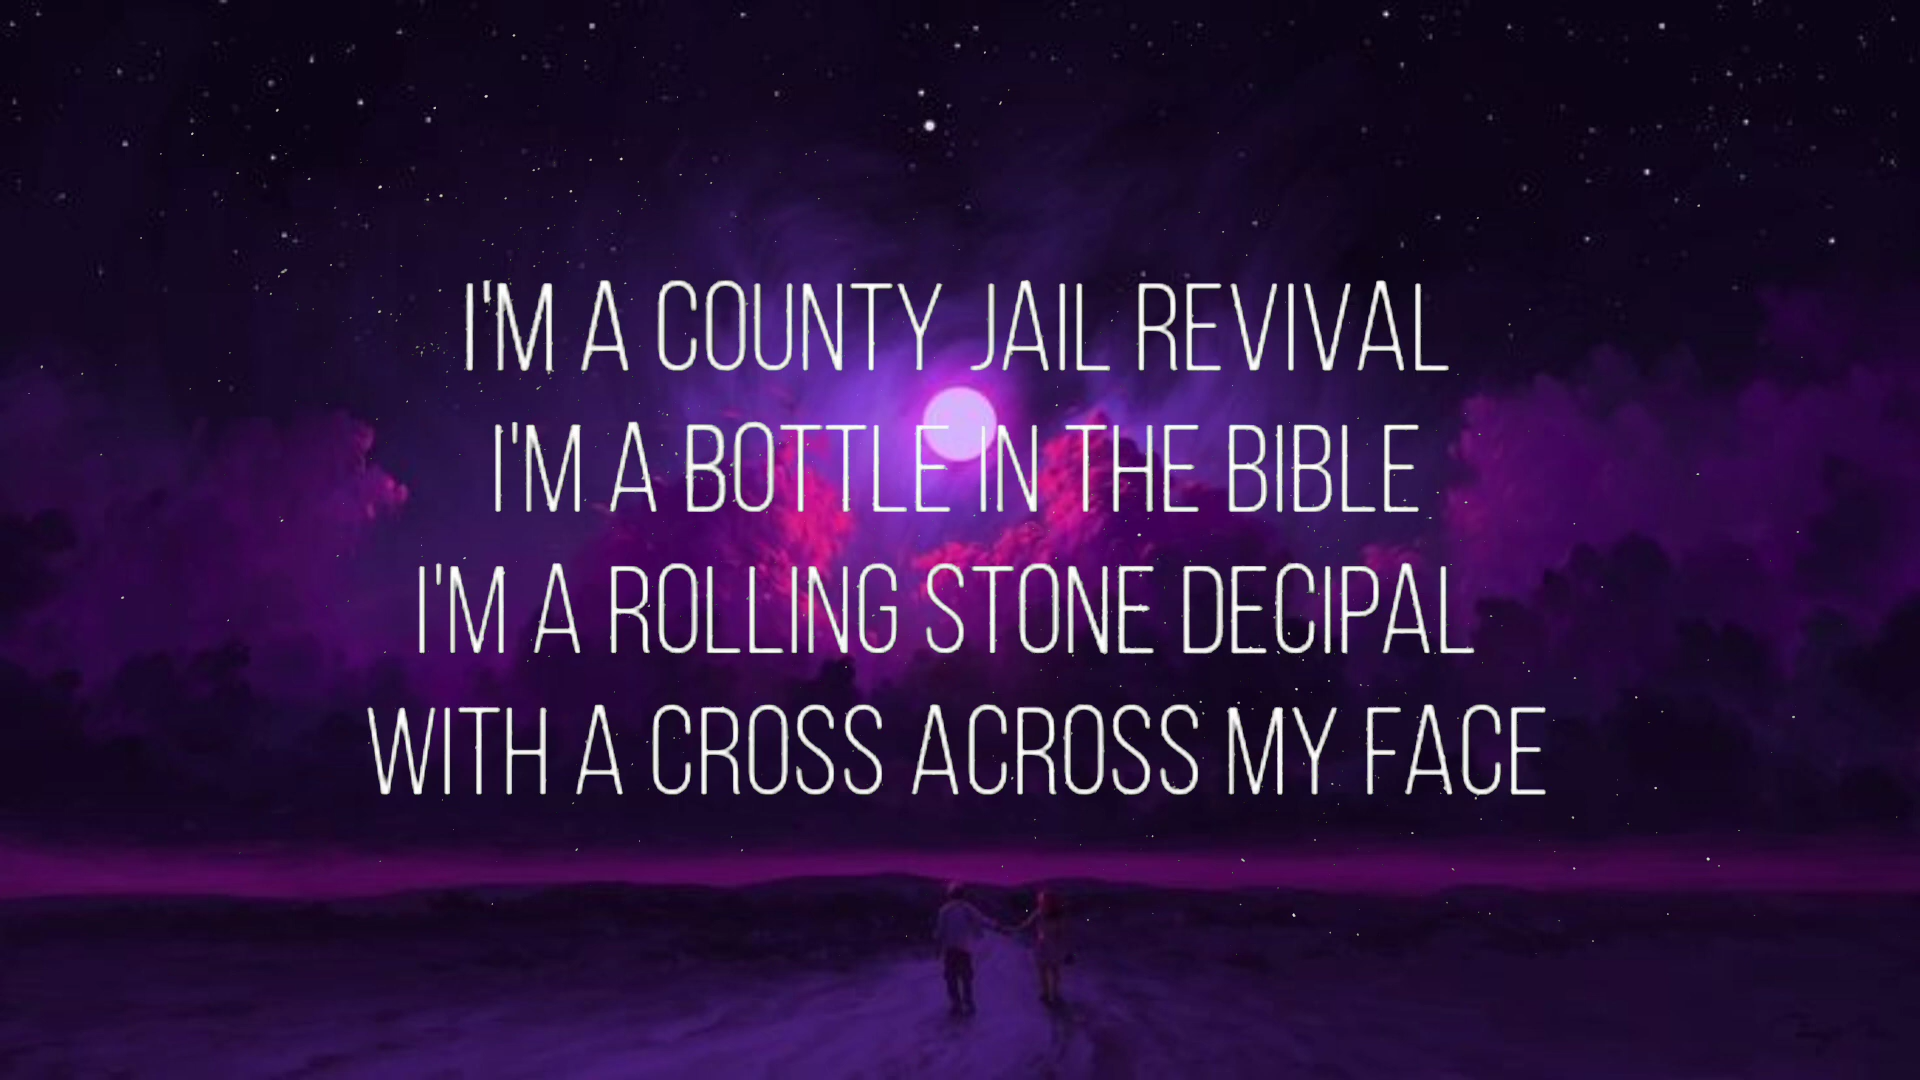 I'M A COUNTY JAIL REVIVAL
I'M A BOTTLE IN THE BIBLE
I'M A ROLLING STONE DECIPAL
WITH A CROSS ACROSS MY FACE